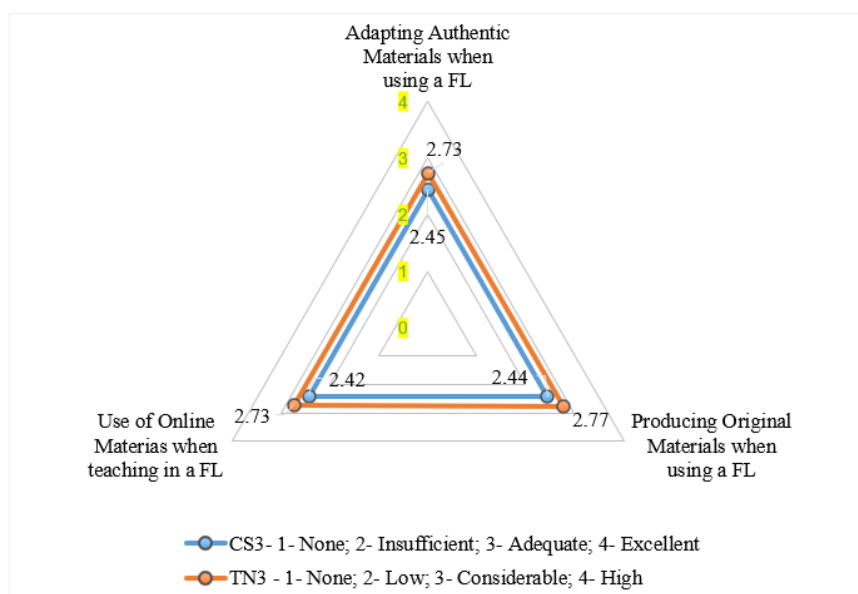 Adapting Authentic
Materials when
using a FL
4
3
2.73
2
2.45
1
0
2.42
2.44
2.73
2.77
Use of Online
Materias when
teaching in a FL
Producing Original
Materials when
using a FL
CS3- 1- None; 2- Insufficient; 3- Adequate; 4- Excellent
TN3 - 1- None; 2- Low; 3- Considerable; 4- High